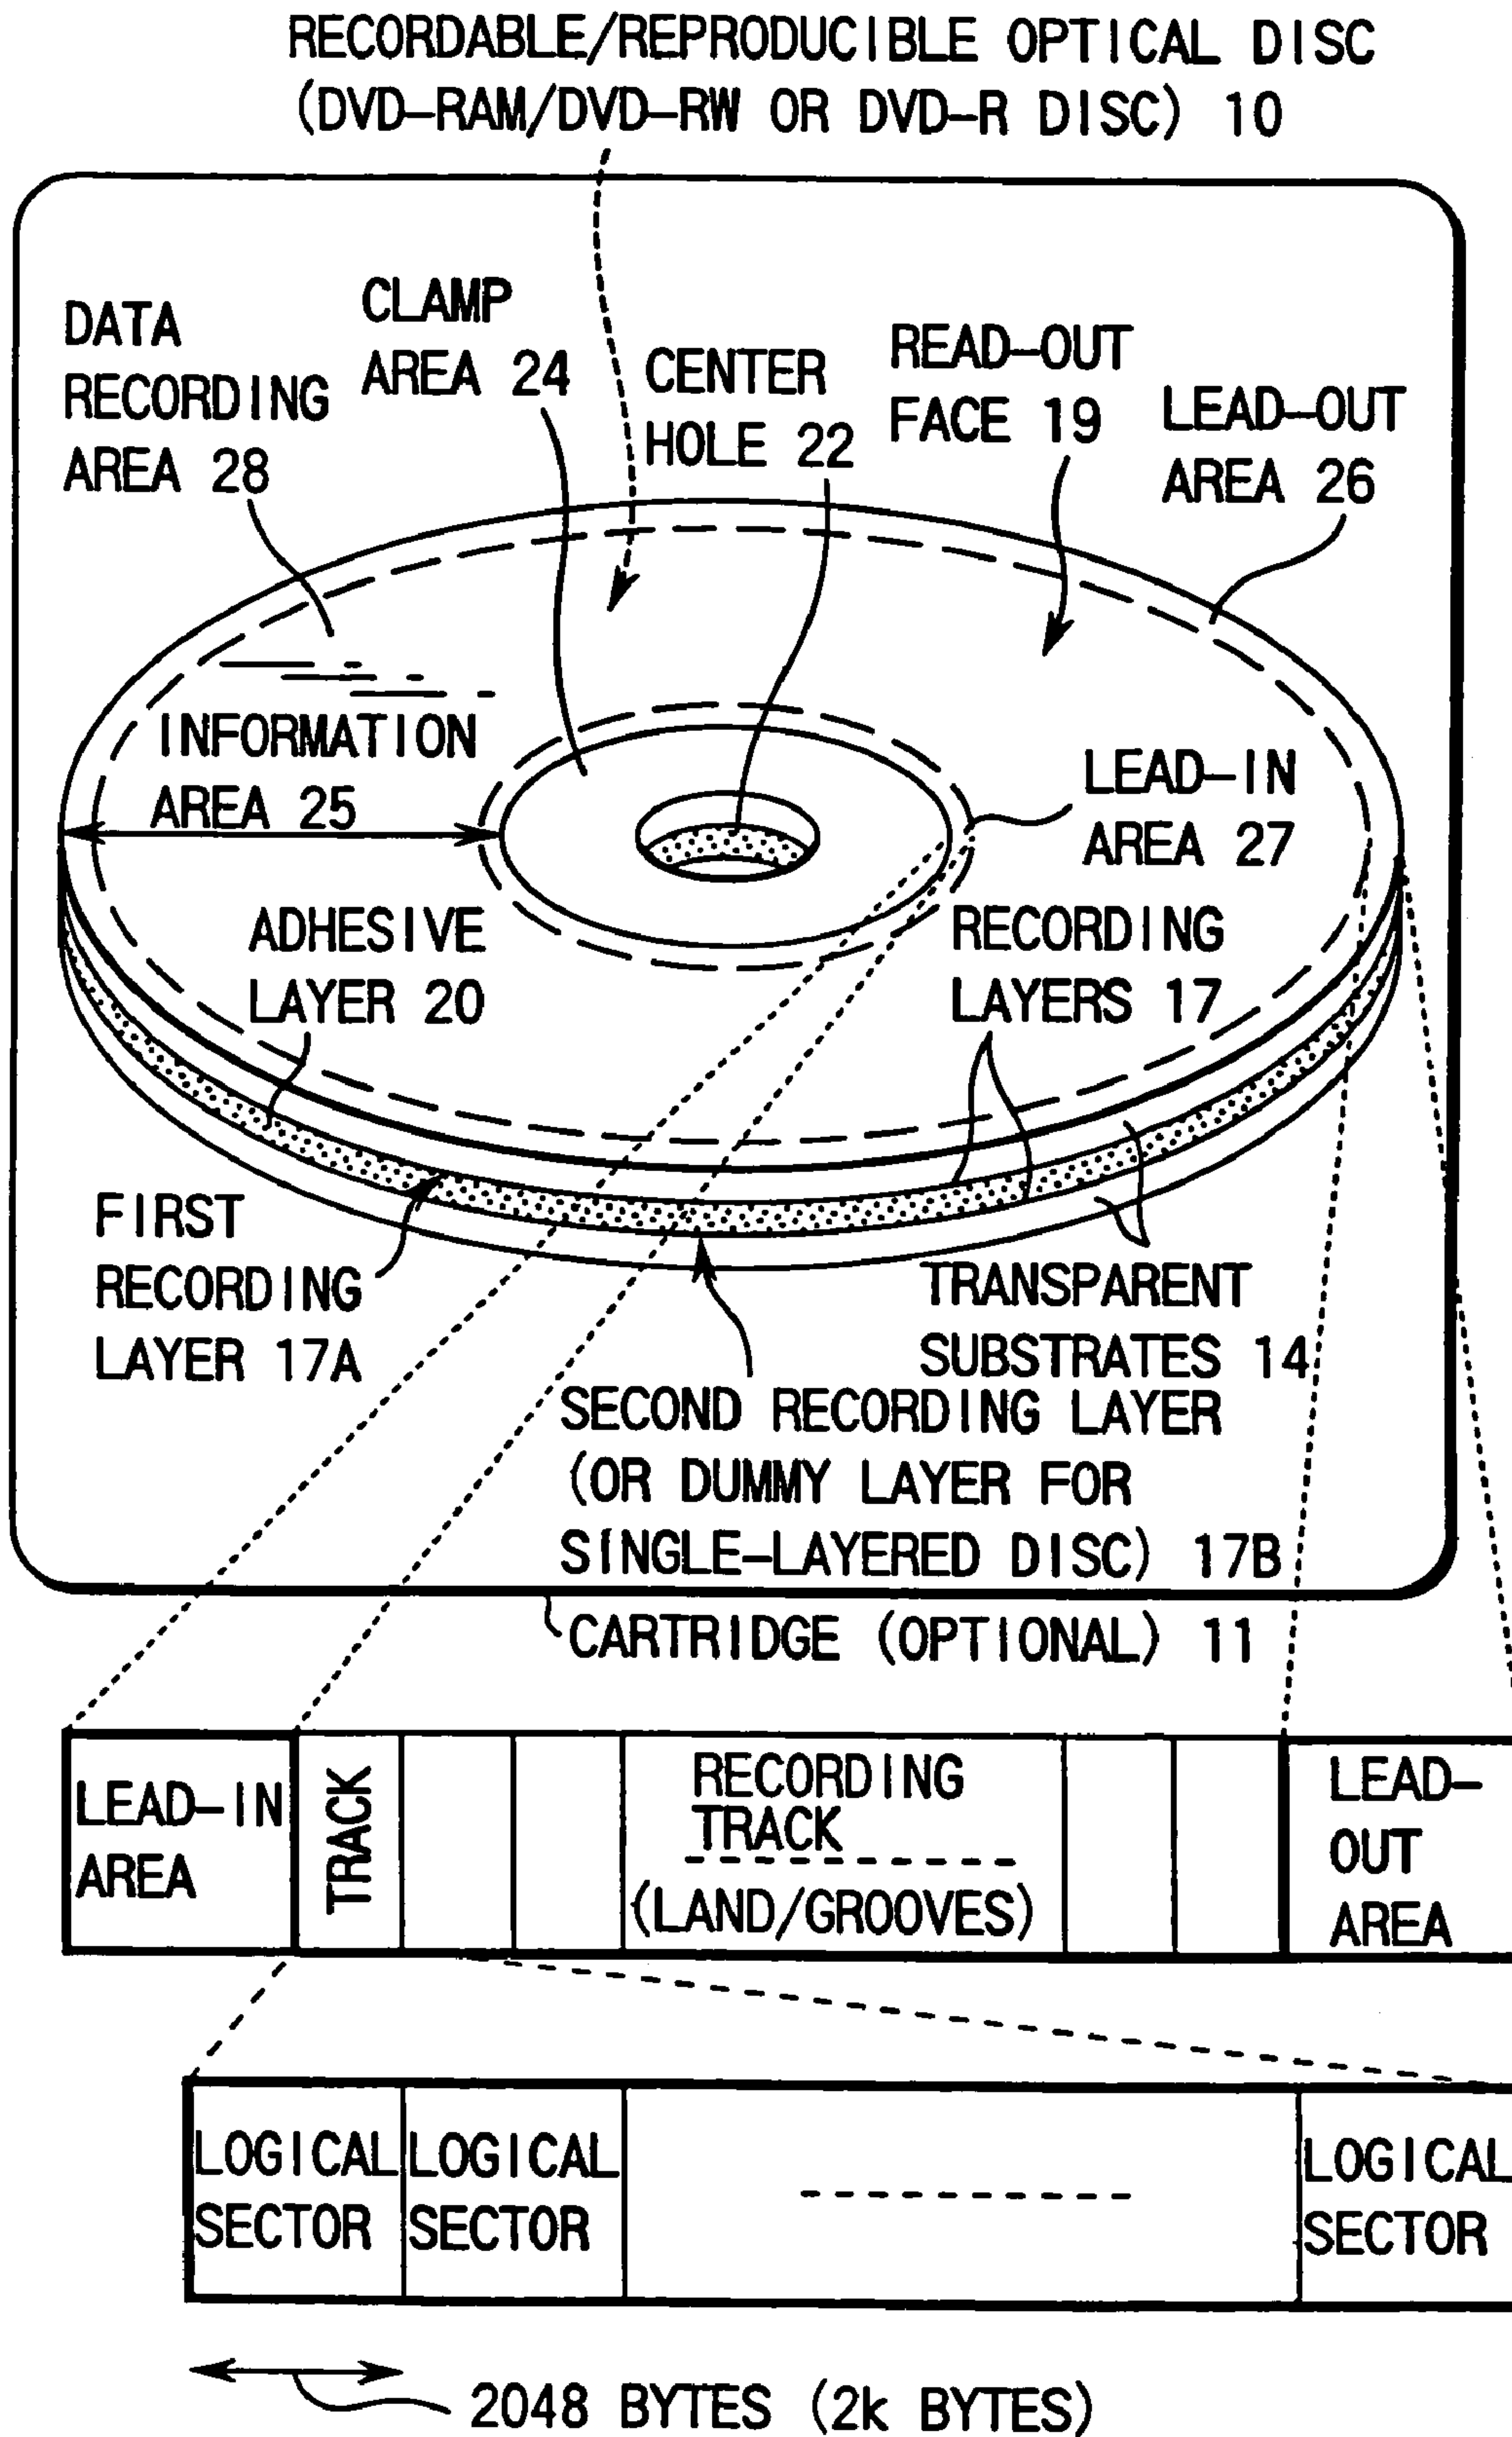 RECORDABLE/REPRODUCIBLE OPTICAL DISC
(DVD-RAM/DVD-RW OR DVD-R DISC) 10
DATA
RECORDING
AREA 28
CLAMP
AREA 24
CENTER
HOLE 22
READ-OUT
FACE 19
LEAD-OUT
AREA 26
INFORMATION
AREA 25
LEAD-IN
AREA 27
ADHESIVE
LAYER 20
RECORDING
LAYERS 17
FIRST
RECORDING
LAYER 17A
TRANSPARENT
SUBSTRATES 14
SECOND RECORDING LAYER
(OR DUMMY LAYER FOR
SINGLE-LAYERED DISC) 17B
CARTRIDGE (OPTIONAL) 11
LEAD-IN
AREA
TRACK
RECORDING
TRACK
(LAND/GROOVES)
LEAD-
OUT
AREA
LOGICAL
SECTOR
LOGICAL
SECTOR
LOGICAL
SECTOR
2048 BYTES (2k BYTES)